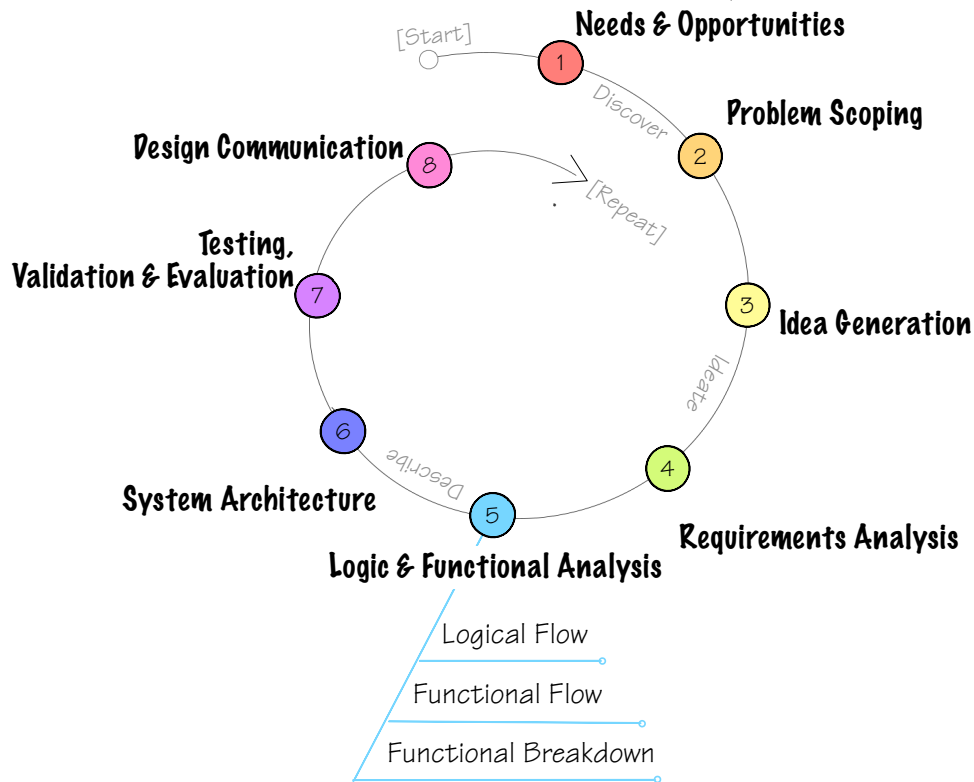 [Start]
Needs & Opportunities
1
Discover
Problem Scoping
2
Design Communication
8
[Repeat]
Testing,
Validation & Evaluation
7
3
Idea Generation
Ideate
6
Describe
4
System Architecture
5
Requirements Analysis
Logic & Functional Analysis
Logical Flow
Functional Flow
Functional Breakdown